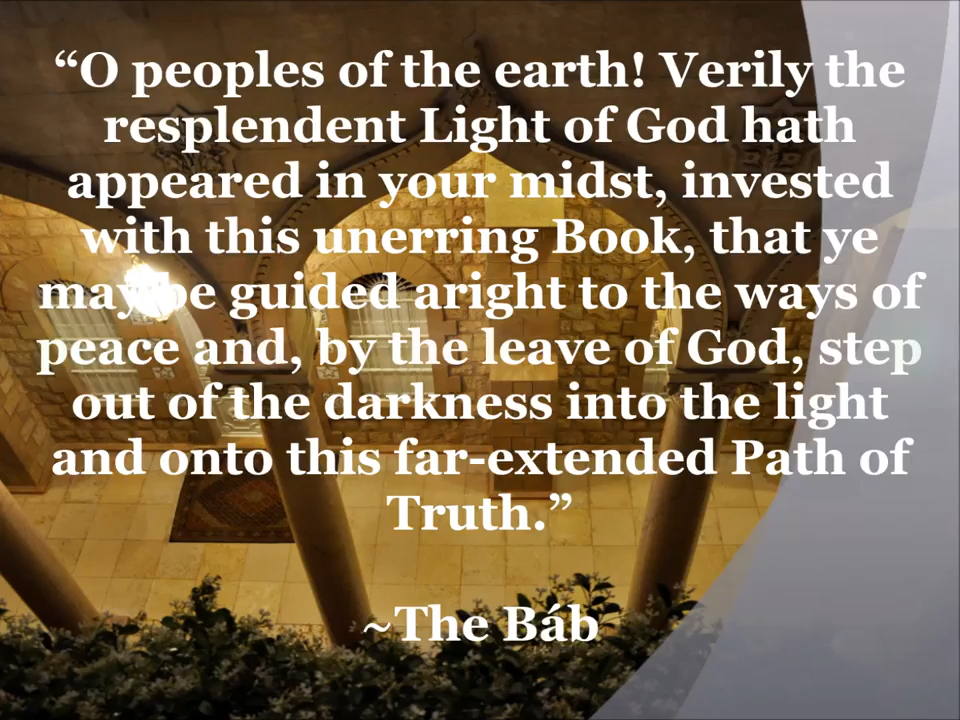 “O peoples of the earth! Verily the
resplendent Light of God hath
appeared in your midst, invested
with this unerring Book, that ye
may be guided aright to the ways of
peace and, by the leave of God, step
out of the darkness into the light
and onto this far-extended Path of
Truth.”
~The Báb